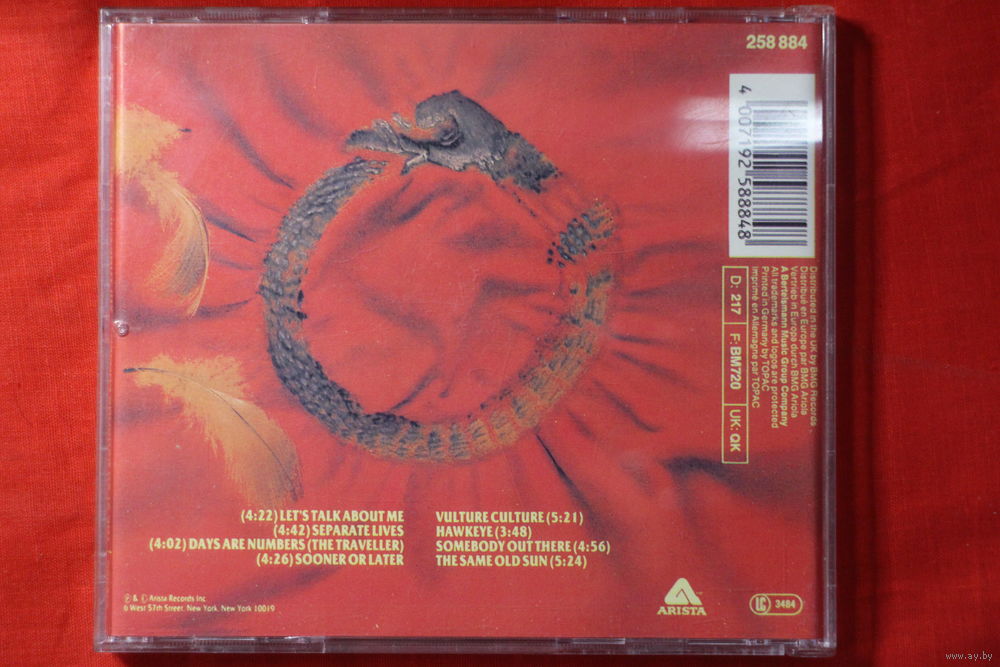 258 884
4 007192 588848
Distributed in the UK by BMG Records
Distribué en Europe par BMG Ariola
Vertrieb in Europa durch BMG Ariola
A Bertelsmann Music Group Company
All trademarks and logos are protected
Printed in Germany by TOPAC
Imprimé en Allemagne par TOPAC
D: 217 F: BM720 UK: QK
(4:22) LET'S TALK ABOUT ME
(4:42) SEPARATE LIVES
(4:02) DAYS ARE NUMBERS (THE TRAVELLER)
(4:26) SOONER OR LATER
VULTURE CULTURE (5:21)
HAWKEYE (3:48)
SOMEBODY OUT THERE (4:56)
THE SAME OLD SUN (5:24)
℗ & © Arista Records Inc
6 West 57th Street, New York, New York 10019
ARISTA
LC 3484
www.ay.by